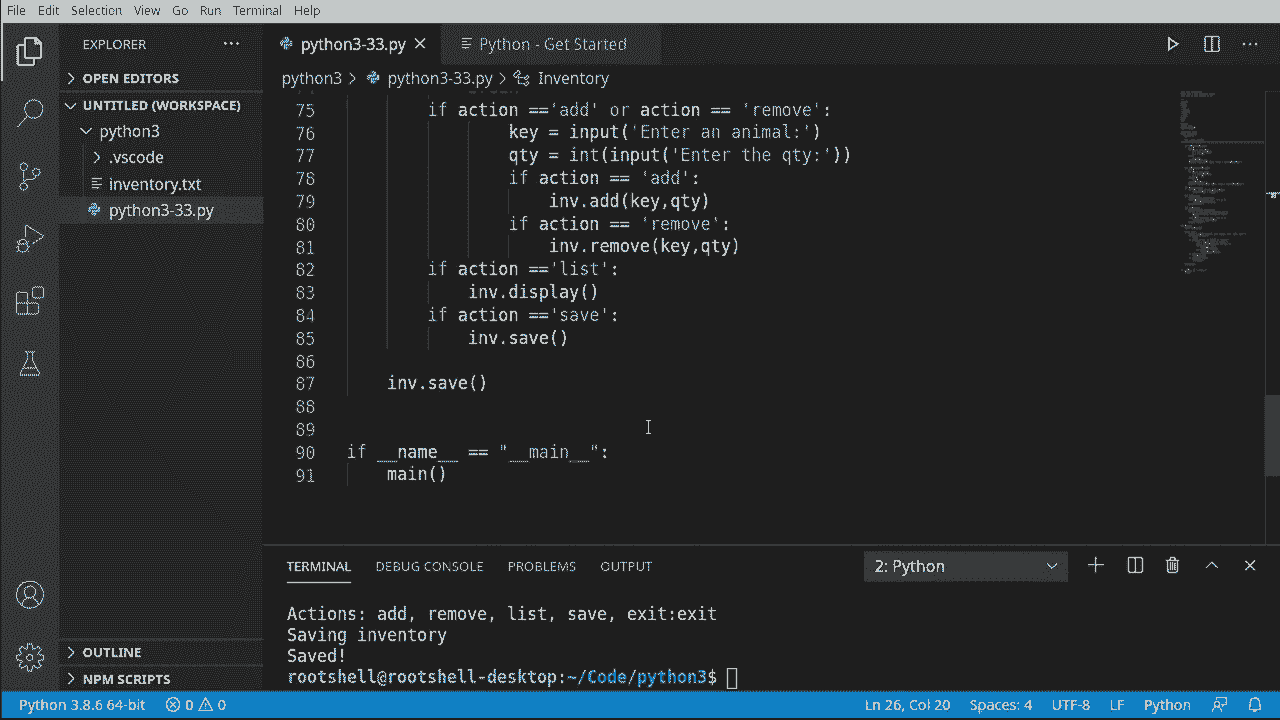 File Edit Selection View Go Run Terminal Help
EXPLORER
OPEN EDITORS
UNTITLED (WORKSPACE)
python3
.vscode
inventory.txt
python3-33.py
OUTLINE
NPM SCRIPTS
python3-33.py Python - Get Started
python3 > python3-33.py > Inventory
75 if action =='add' or action == 'remove':
76 key = input('Enter an animal:')
77 qty = int(input('Enter the qty:'))
78 if action == 'add':
79 inv.add(key,qty)
80 if action == 'remove':
81 inv.remove(key,qty)
82 if action =='list':
83 inv.display()
84 if action =='save':
85 inv.save()
86
87 inv.save()
88
89
90 if __name__ == "__main__":
91 main()
TERMINAL DEBUG CONSOLE PROBLEMS OUTPUT 2: Python
Actions: add, remove, list, save, exit:exit
Saving inventory
Saved!
rootshell@rootshell-desktop:~/Code/python3$
Python 3.8.6 64-bit 0 0 Ln 26, Col 20 Spaces: 4 UTF-8 LF Python